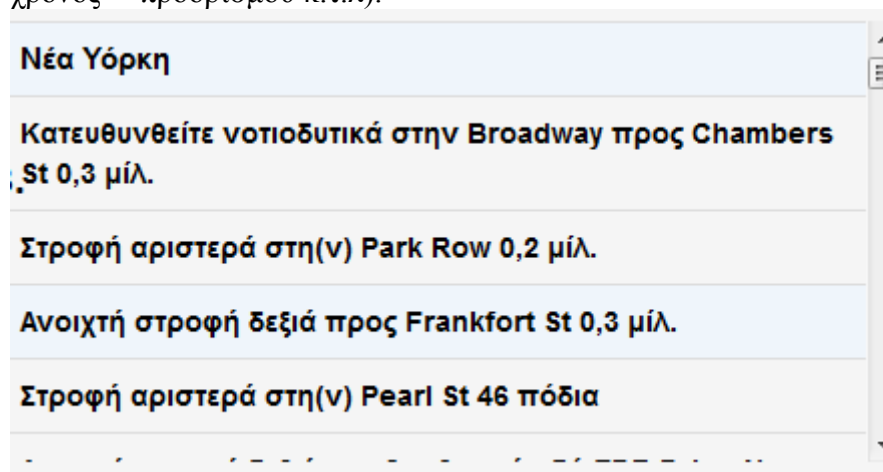 Νέα Υόρκη
Κατευθυνθείτε νοτιοδυτικά στην Broadway προς Chambers
St 0,3 μίλ.
Στροφή αριστερά στη(ν) Park Row 0,2 μίλ.
Ανοιχτή στροφή δεξιά προς Frankfort St 0,3 μίλ.
Στροφή αριστερά στη(ν) Pearl St 46 πόδια